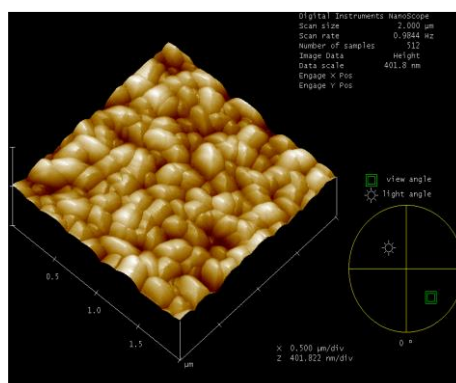 Digital Instruments NanoScope
Scan size 2.000 µm
Scan rate 0.9844 Hz
Number of samples 512
Image Data Height
Data scale 401.8 nm
Engage X Pos
Engage Y Pos
view angle
light angle
0.5
1.0
1.5
µm
X 0.500 µm/div
Z 401.822 nm/div
0 °